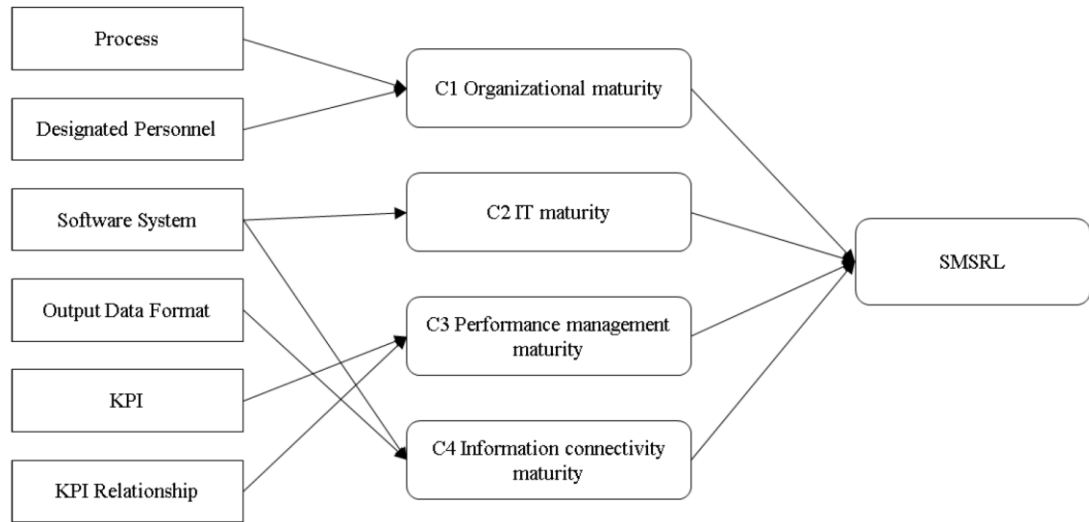 Process
Designated Personnel
Software System
Output Data Format
KPI
KPI Relationship
C1 Organizational maturity
C2 IT maturity
C3 Performance management
maturity
C4 Information connectivity
maturity
SMSRL